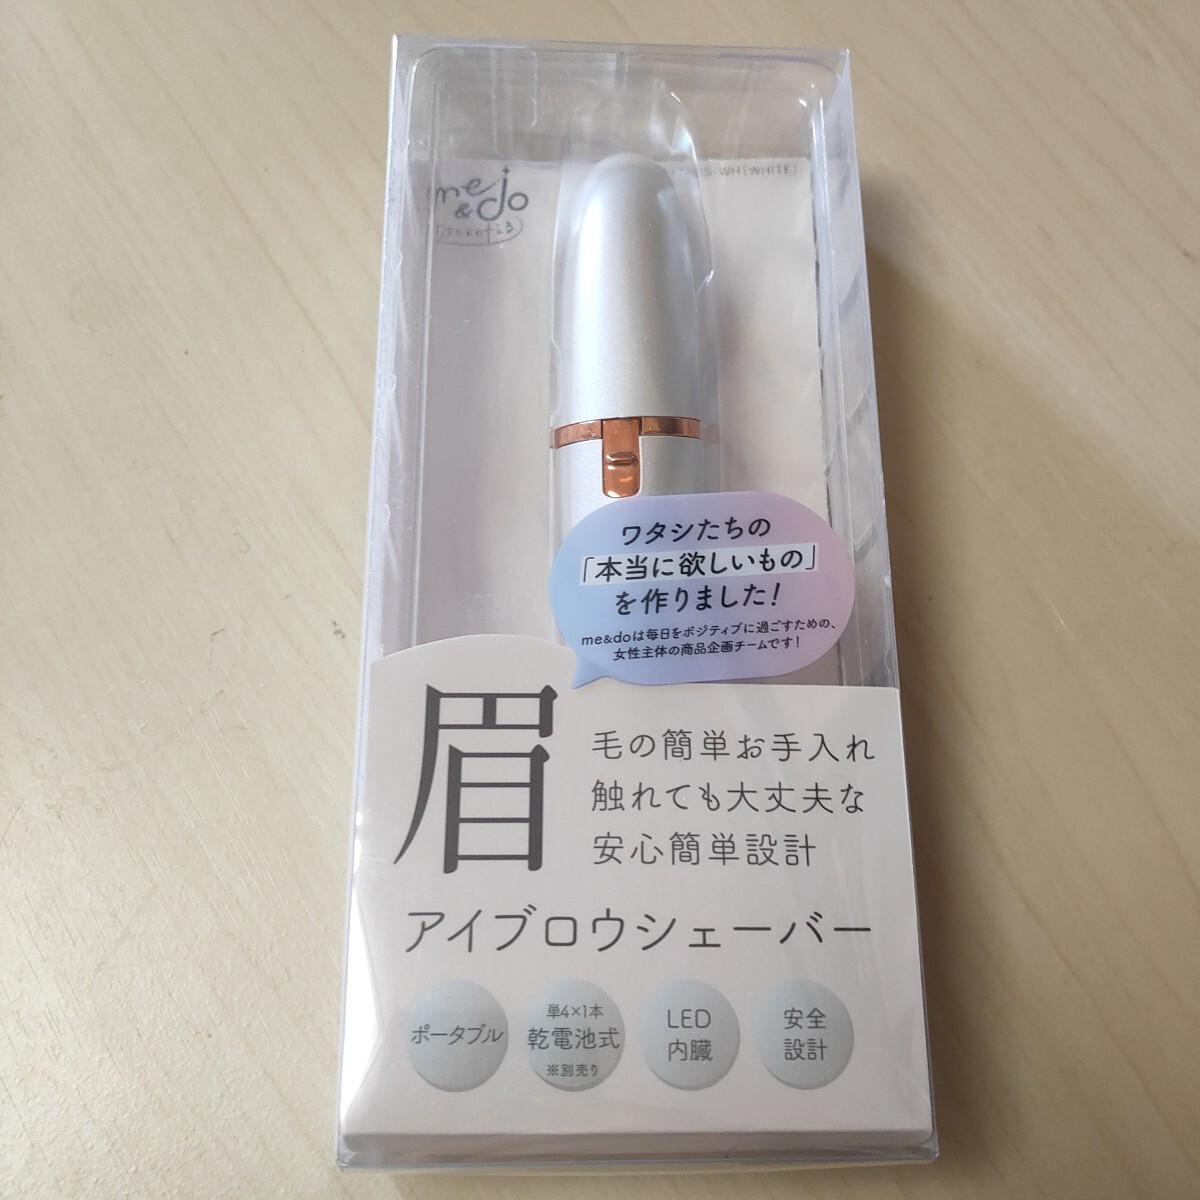 me
&do
WH[WHITE]
ワタシたちの
「本当に欲しいもの」
を作りました!
me&doは毎日をポジティブに過ごすための、
女性主体の商品企画チームです!
眉
毛の簡単お手入れ
触れても大丈夫な
安心簡単設計
アイブロウシェーバー
ポータブル
単4×1本
乾電池式
※別売り
LED
内臓
安全
設計